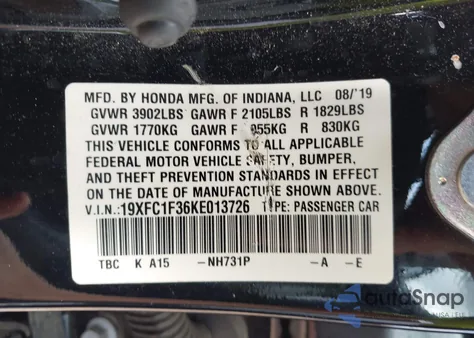 MFD. BY HONDA MFG. OF INDIANA, LLC 08/'19
GVWR 3902LBS GAWR F 2105LBS R 1829LBS
GVWR 1770KG GAWR F 955KG R 830KG
THIS VEHICLE CONFORMS TO ALL APPLICABLE
FEDERAL MOTOR VEHICLE SAFETY, BUMPER,
AND THEFT PREVENTION STANDARDS IN EFFECT
ON THE DATE OF MANUFACTURE SHOWN ABOVE.
V.I.N.:19XFC1F36KE013726 TYPE: PASSENGER CAR
TBC K A15 -NH731P -A -E
autoSnap